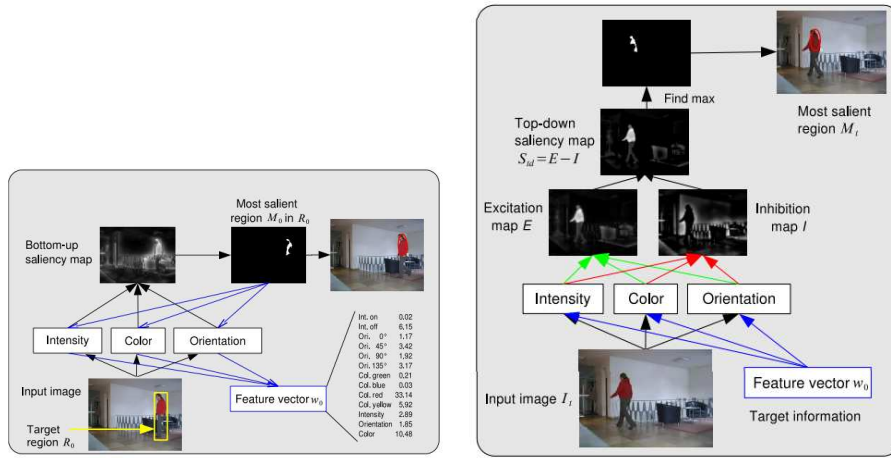 Most salient
region M0 in R0
Bottom-up
saliency map
Intensity
Color
Orientation
Input image
Target
region R0
Feature vector w0
Int. on 0.02
Int. off 6,15
Ori. 0° 1.17
Ori. 45° 3.42
Ori. 90° 1,92
Ori. 135° 3.17
Col. green 0.21
Col. blue 0.03
Col. red 33.14
Col. yellow 5,92
Intensity 2.89
Orientation 1.85
Color 10,48
Find max
Most salient
region Mt
Top-down
saliency map
Std=E−I
Excitation
map E
Inhibition
map I
Intensity
Color
Orientation
Input image It
Feature vector w0
Target information